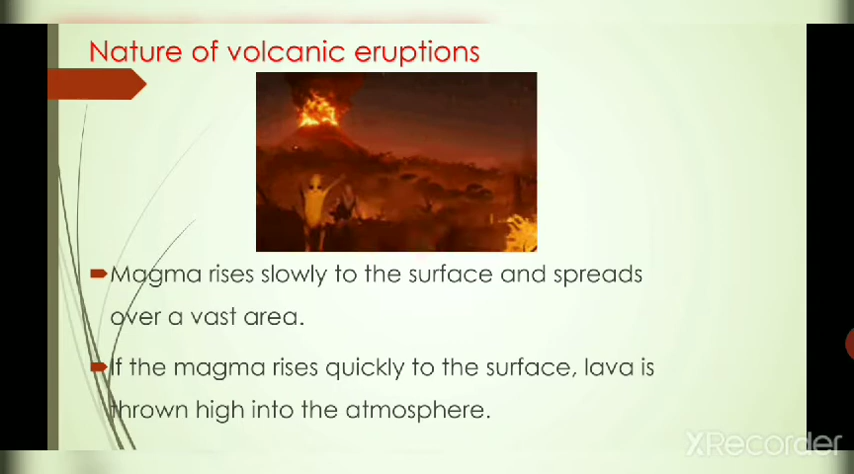 Nature of volcanic eruptions
Magma rises slowly to the surface and spreads
over a vast area.
If the magma rises quickly to the surface, lava is
thrown high into the atmosphere.
XRecorder